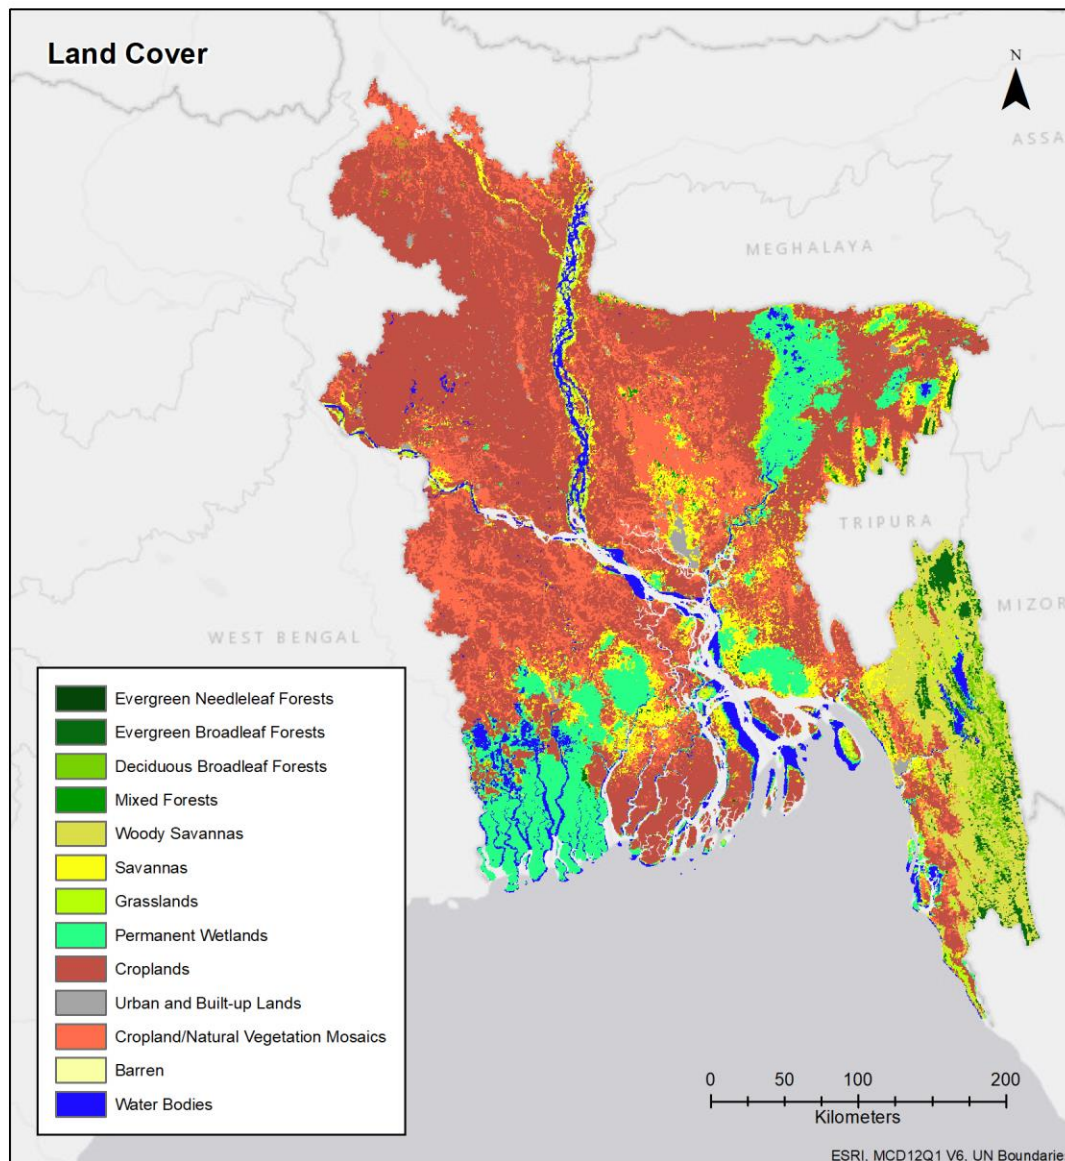 Land Cover
N
ASSA
MEGHALAYA
TRIPURA
MIZOR
WEST BENGAL
Evergreen Needleleaf Forests
Evergreen Broadleaf Forests
Deciduous Broadleaf Forests
Mixed Forests
Woody Savannas
Savannas
Grasslands
Permanent Wetlands
Croplands
Urban and Built-up Lands
Cropland/Natural Vegetation Mosaics
Barren
Water Bodies
0 50 100 200
Kilometers
ESRI, MCD12Q1 V6, UN Boundarie